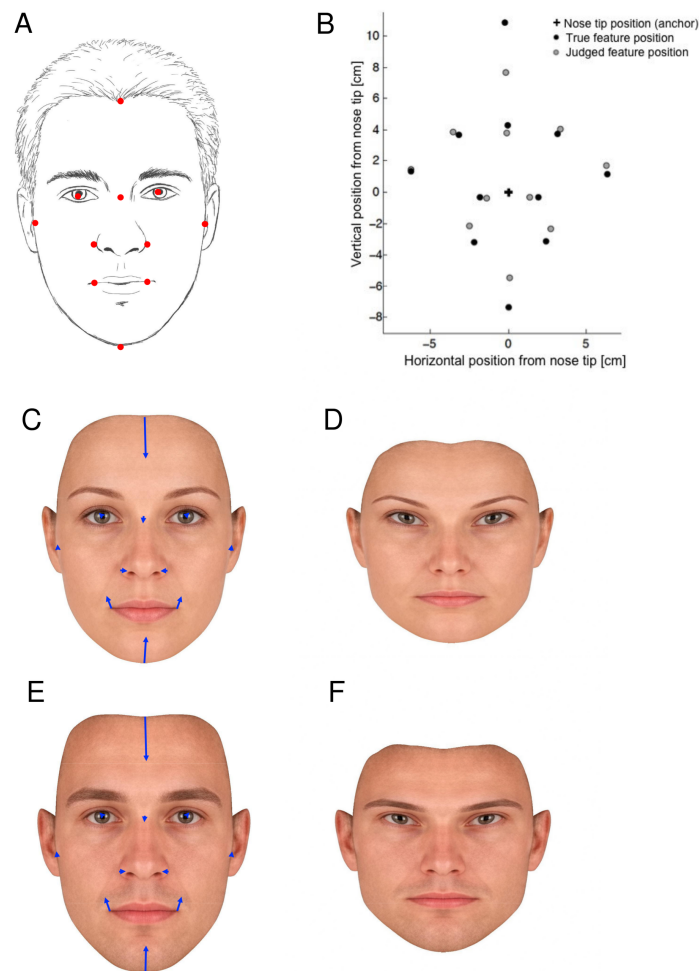 A
B
Nose tip position (anchor)
True feature position
Judged feature position
Vertical position from nose tip [cm]
10
8
6
4
2
0
−2
−4
−6
−8
−5
0
5
Horizontal position from nose tip [cm]
C
D
E
F